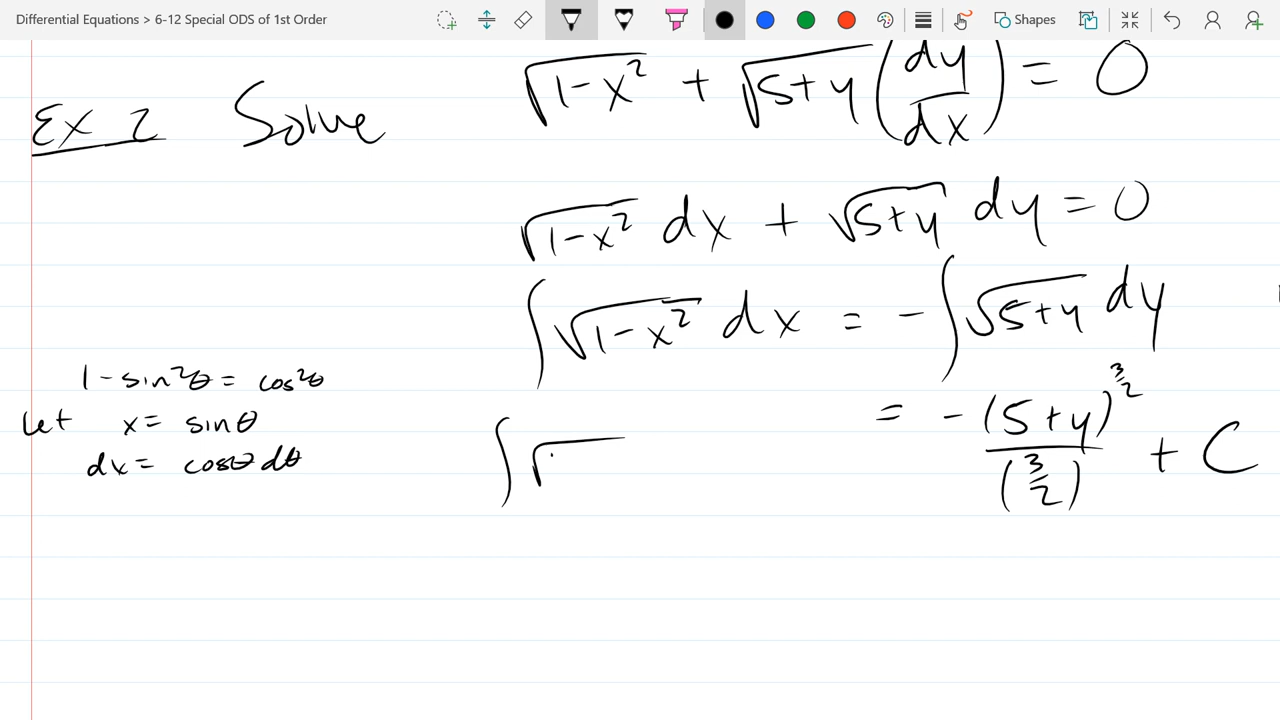 Differential Equations > 6-12 Special ODS of 1st Order
Shapes
Ex 2 Solve √(1-x²) + √(5+y) (dy/dx) = 0
√(1-x²) dx + √(5+y) dy = 0
∫ √(1-x²) dx = - ∫ √(5+y) dy
1 - sin²θ = cos²θ
Let x = sinθ
dx = cosθ dθ
∫ √
= -(5+y)^(3/2) / (3/2) + C